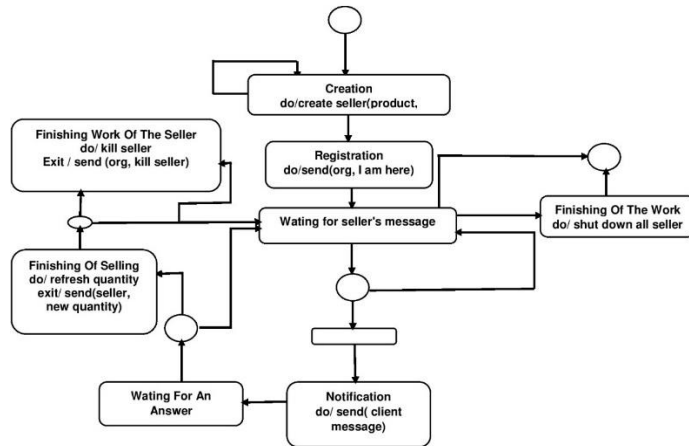 Creation
do/create seller(product,
Finishing Work Of The Seller
do/ kill seller
Exit / send (org, kill seller)
Registration
do/send(org, I am here)
Wating for seller's message
Finishing Of The Work
do/ shut down all seller
Finishing Of Selling
do/ refresh quantity
exit/ send(seller,
new quantity)
Wating For An
Answer
Notification
do/ send( client
message)